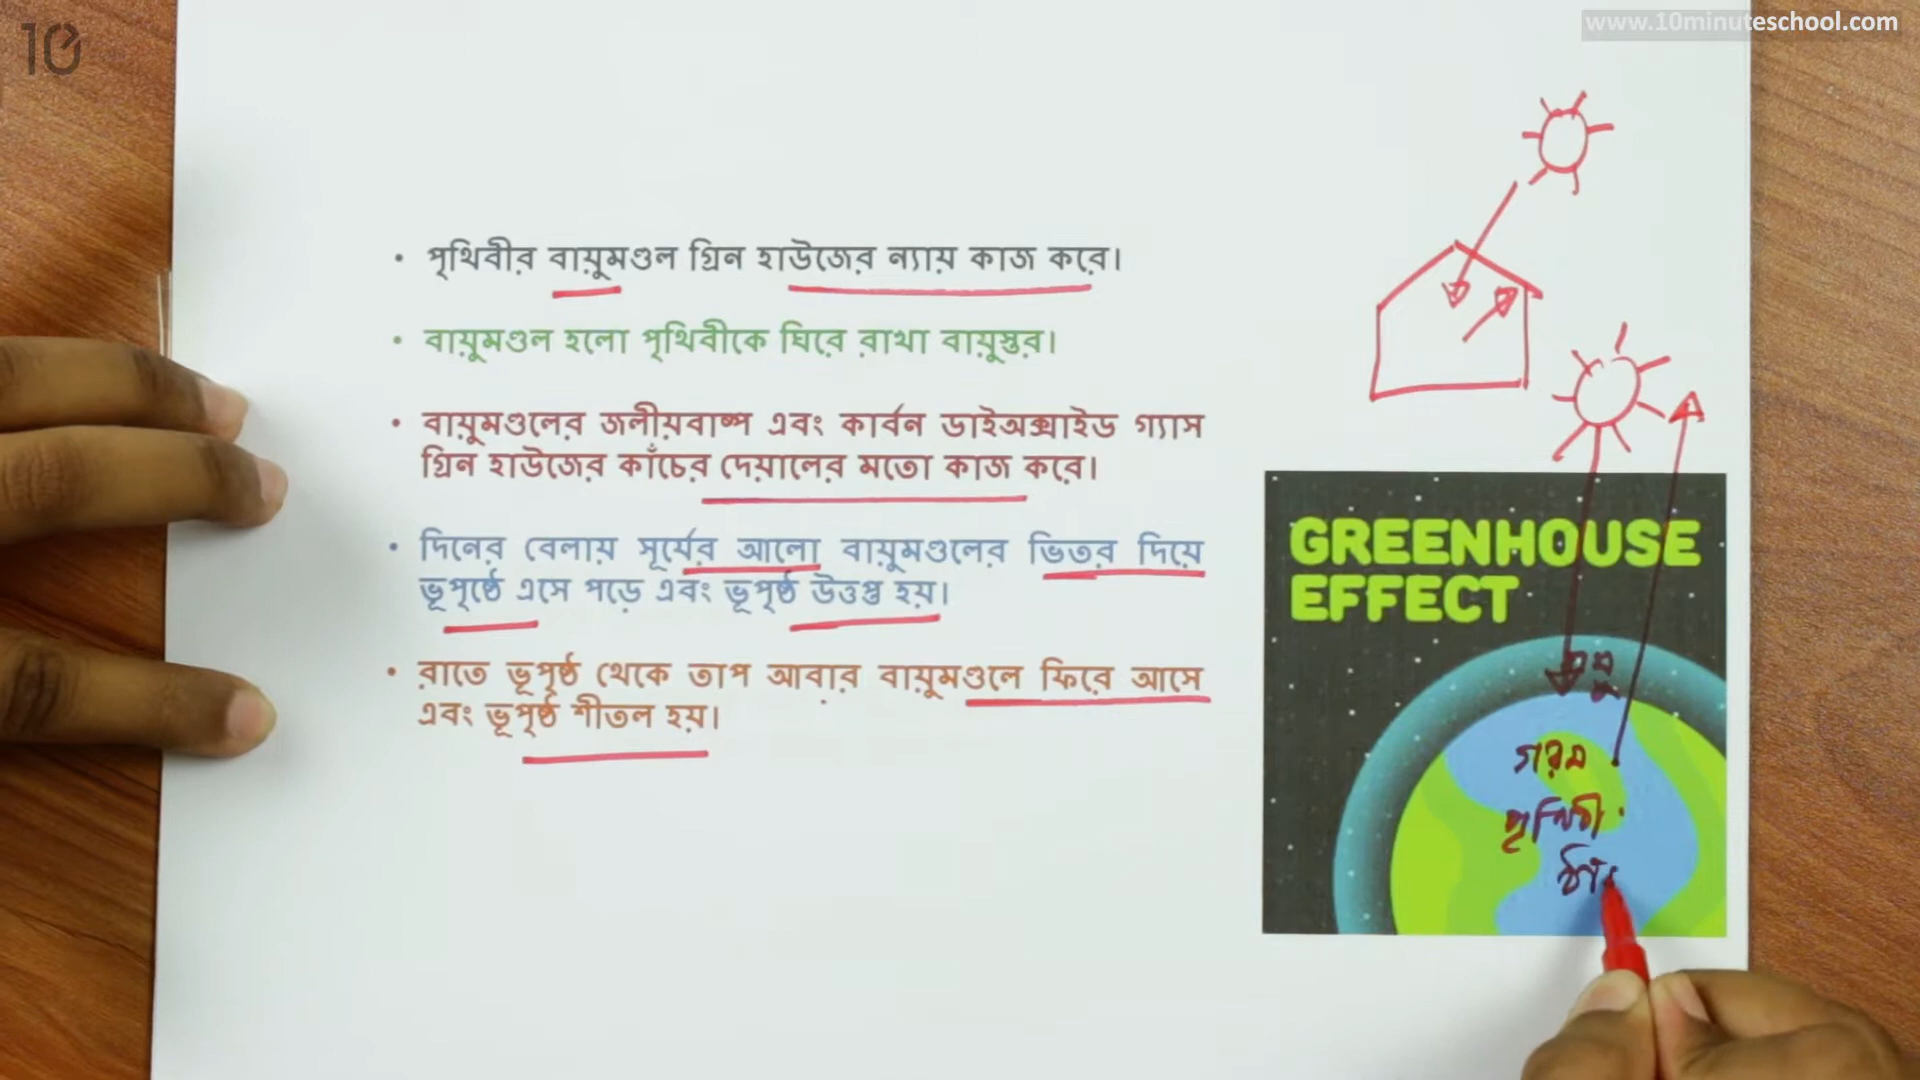 10
www.10minuteschool.com
• পৃথিবীর বায়ুমণ্ডল গ্রিন হাউজের ন্যায় কাজ করে।
• বায়ুমণ্ডল হলো পৃথিবীকে ঘিরে রাখা বায়ুস্তর।
• বায়ুমণ্ডলের জলীয়বাষ্প এবং কার্বন ডাইঅক্সাইড গ্যাস
গ্রিন হাউজের কাঁচের দেয়ালের মতো কাজ করে।
• দিনের বেলায় সূর্যের আলো বায়ুমণ্ডলের ভিতর দিয়ে
ভূপৃষ্ঠে এসে পড়ে এবং ভূপৃষ্ঠ উত্তপ্ত হয়।
• রাতে ভূপৃষ্ঠ থেকে তাপ আবার বায়ুমণ্ডলে ফিরে আসে
এবং ভূপৃষ্ঠ শীতল হয়।
GREENHOUSE
EFFECT
গরম
পৃথিবী